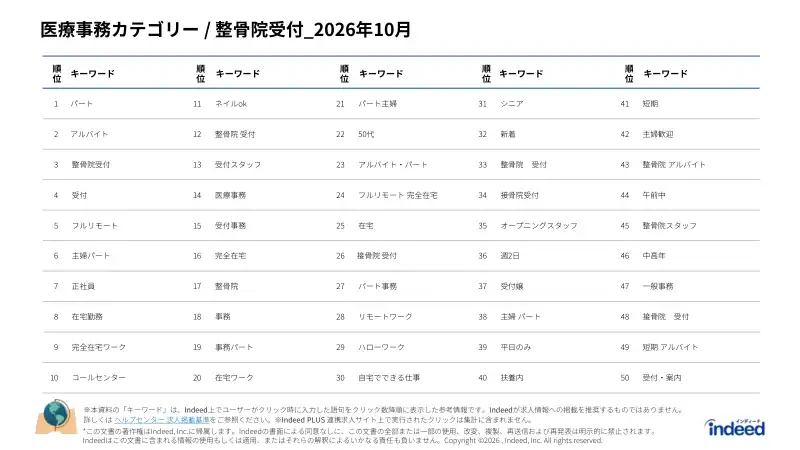 医療事務カテゴリー / 整骨院受付_2026年10月
順位 キーワード 順位 キーワード 順位 キーワード 順位 キーワード 順位 キーワード
1 パート 11 ネイルok 21 パート主婦 31 シニア 41 短期
2 アルバイト 12 整骨院 受付 22 50代 32 新着 42 主婦歓迎
3 整骨院受付 13 受付スタッフ 23 アルバイト・パート 33 整骨院　受付 43 整骨院 アルバイト
4 受付 14 医療事務 24 フルリモート 完全在宅 34 接骨院受付 44 午前中
5 フルリモート 15 受付事務 25 在宅 35 オープニングスタッフ 45 整骨院スタッフ
6 主婦パート 16 完全在宅 26 接骨院 受付 36 週2日 46 中高年
7 正社員 17 整骨院 27 パート事務 37 受付嬢 47 一般事務
8 在宅勤務 18 事務 28 リモートワーク 38 主婦 パート 48 接骨院　受付
9 完全在宅ワーク 19 事務パート 29 ハローワーク 39 平日のみ 49 短期 アルバイト
10 コールセンター 20 在宅ワーク 30 自宅でできる仕事 40 扶養内 50 受付・案内
※本資料の「キーワード」は、Indeed上でユーザーがクリック時に入力した語句をクリック数降順に表示した参考情報です。Indeedが求人情報への掲載を推奨するものではありません。
詳しくは ヘルプセンター 求人掲載基準をご参照ください。※Indeed PLUS 連携求人サイト上で実行されたクリックは集計に含まれません。
*この文書の著作権はIndeed, Inc.に帰属します。Indeedの書面による同意なしに、この文書の全部または一部の使用、改変、複製、再送信および再発表は明示的に禁止されます。
Indeedはこの文書に含まれる情報の使用もしくは適用、またはそれらの解釈によるいかなる責任も負いません。Copyright ©2026 , Indeed, Inc. All rights reserved.
インディード
indeed